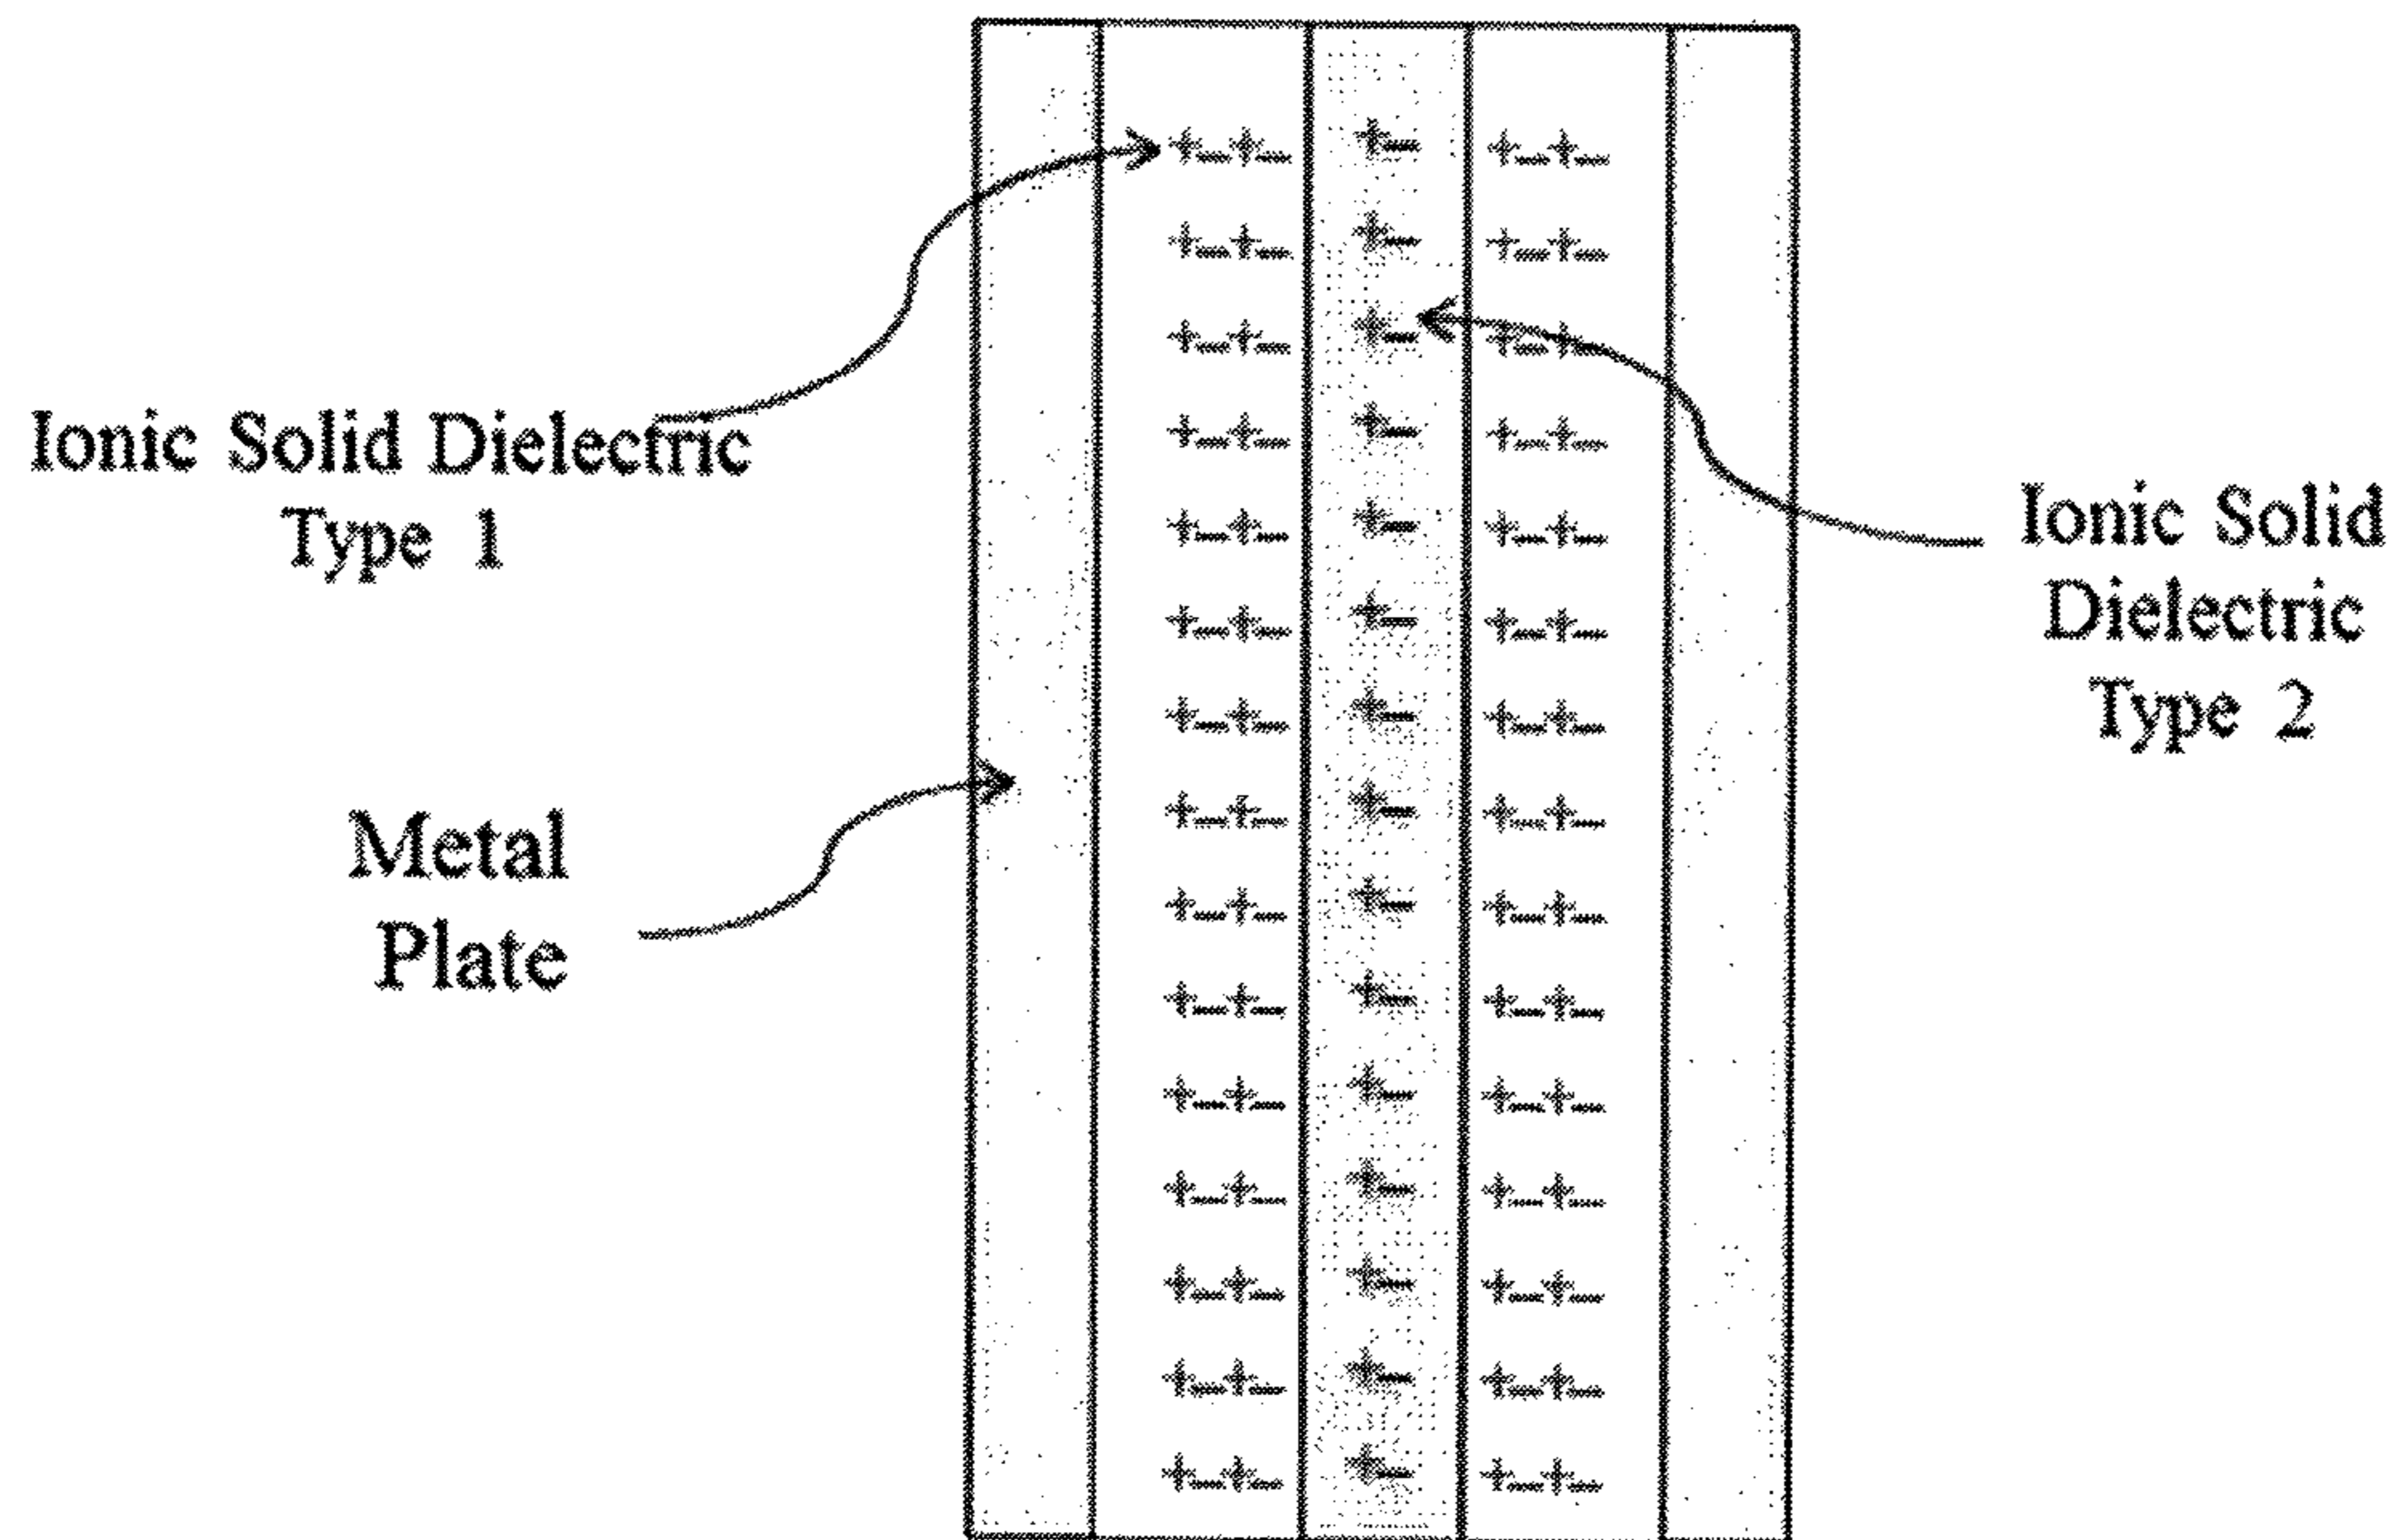 Ionic Solid Dielectric
Type 1
Metal
Plate
Ionic Solid
Dielectric
Type 2